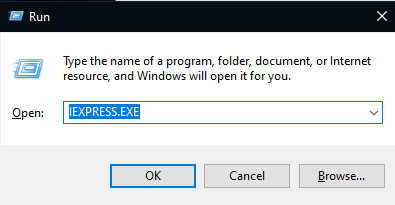 Run
Type the name of a program, folder, document, or Internet
resource, and Windows will open it for you.
Open: IEXPRESS.EXE
OK Cancel Browse...